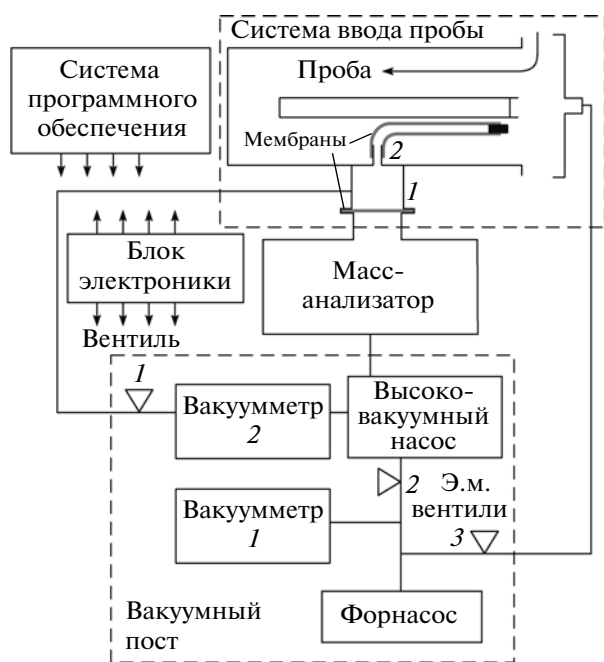 Система ввода пробы
Система
программного
обеспечения
Проба
Мембраны
2
1
Блок
электроники
Масс-
анализатор
Вентиль
1
Вакуумметр
2
Высоко-
вакуумный
насос
2
Э.м.
вентили
3
Вакуумметр
1
Вакуумный
пост
Форнасос